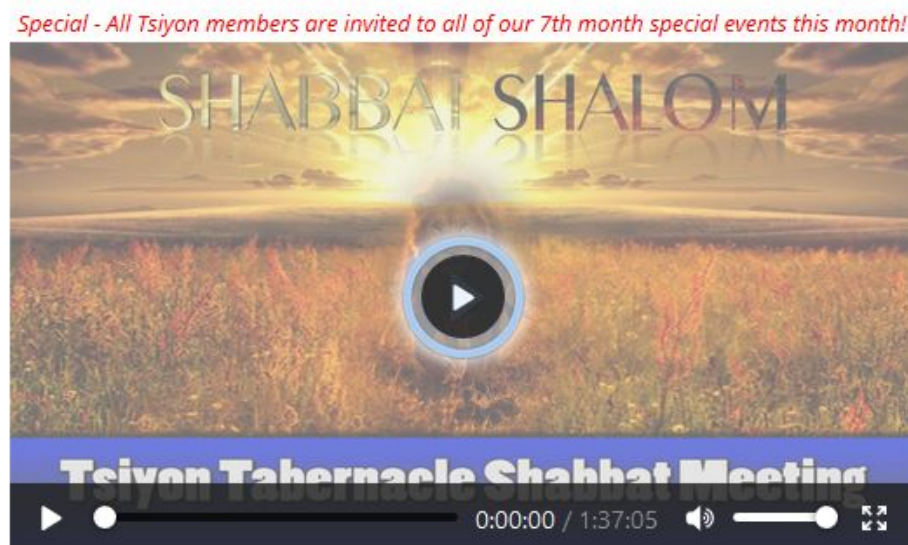 Special - All Tsiyon members are invited to all of our 7th month special events this month!
SHABBAT SHALOM
Tsiyon Tabernacle Shabbat Meeting
0:00:00 / 1:37:05